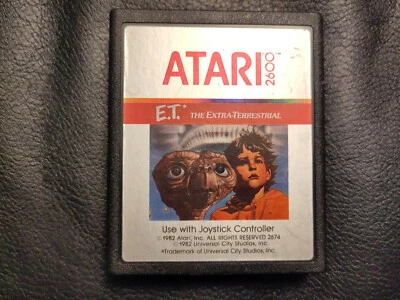 ATARI 2600™
E.T.* THE EXTRA-TERRESTRIAL
Use with Joystick Controller
©1982 Atari, Inc. ALL RIGHTS RESERVED 2674
©1982 Universal City Studios, Inc.
*Trademark of Universal City Studios, Inc.